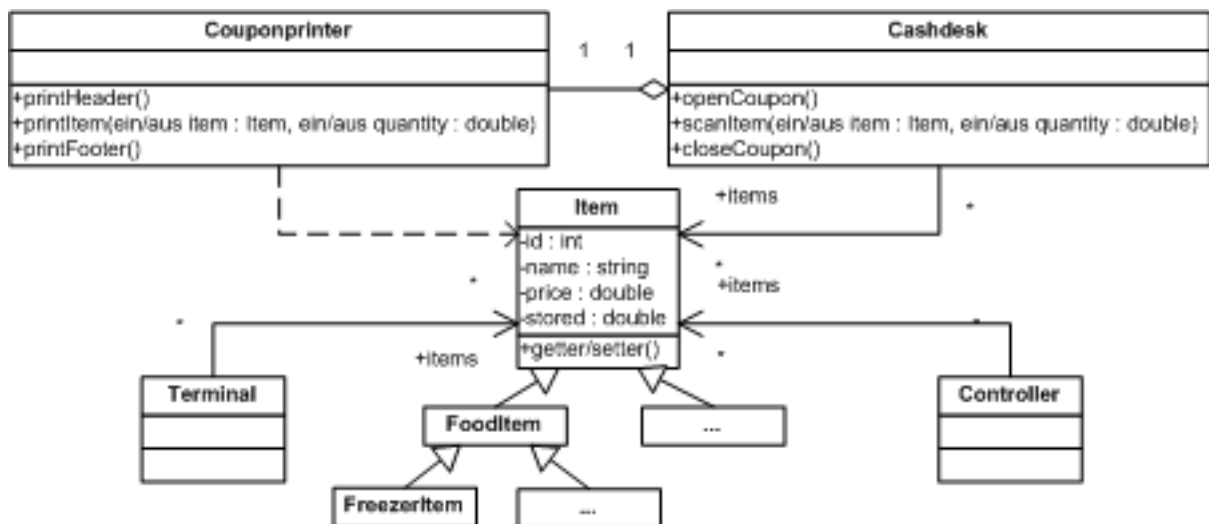 Couponprinter
+printHeader()
+printItem(ein/aus item : Item, ein/aus quantity : double)
+printFooter()
1 1
Cashdesk
+openCoupon()
+scanItem(ein/aus item : Item, ein/aus quantity : double)
+closeCoupon()
+items
*
Item
-id : int
-name : string
-price : double
-stored : double
+getter/setter()
*
+items
*
*
*
*
+items
Terminal
Controller
FoodItem
...
FreezerItem
...